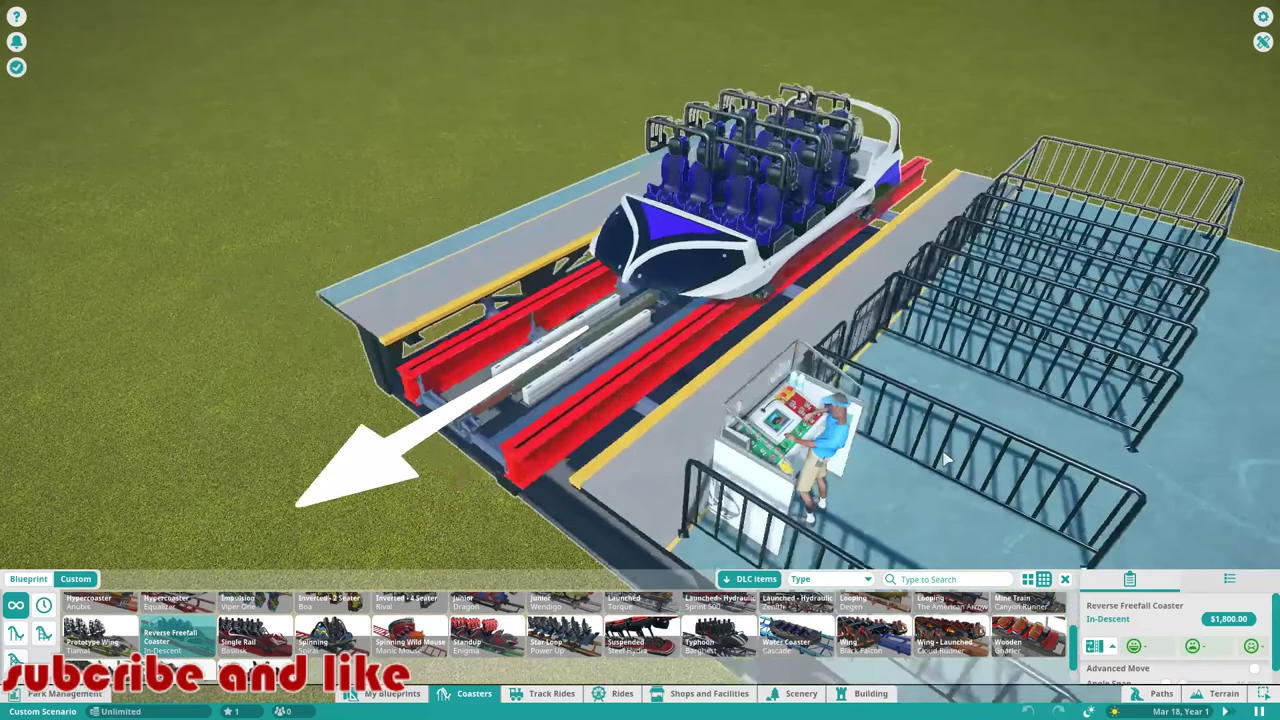 Blueprint
Custom
DLC items
Type
Type to Search
Hypercoaster
Anubis
Hypercoaster
Equalizer
Impulsion
Viper One
Inverted - 2 Seater
Boa
Inverted - 4 Seater
Rival
Junior
Dragon
Junior
Wendigo
Launched
Torque
Launched - Hydraulic
Sprint 500
Launched - Hydraulic
Zenith
Looping
Degen
Looping
The American Arrow
Mine Train
Canyon Runner
Prototype Wing
Tiamat
Reverse Freefall
Coaster
In-Descent
Single Rail
Basilisk
Spinning
Spiral
Spinning Wild Mouse
Manic Mouse
Standup
Enigma
Star Loop
Power Up
Suspended
Steel Hydra
Typhoon
Barghest
Water Coaster
Cascade
Wing
Black Falcon
Wing - Launched
Cloud Runner
Wooden
Gnarler
Reverse Freefall Coaster
In-Descent
$1,800.00
Advanced Move
Angle Snap
subcribe and like
Park Management
My blueprints
Coasters
Track Rides
Rides
Shops and Facilities
Scenery
Building
Paths
Terrain
Custom Scenario
Unlimited
1
0
Mar 18, Year 1